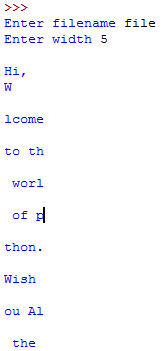 >>>
Enter filename file
Enter width 5
Hi,
W
lcome
to th
worl
of p
thon.
Wish
ou Al
the